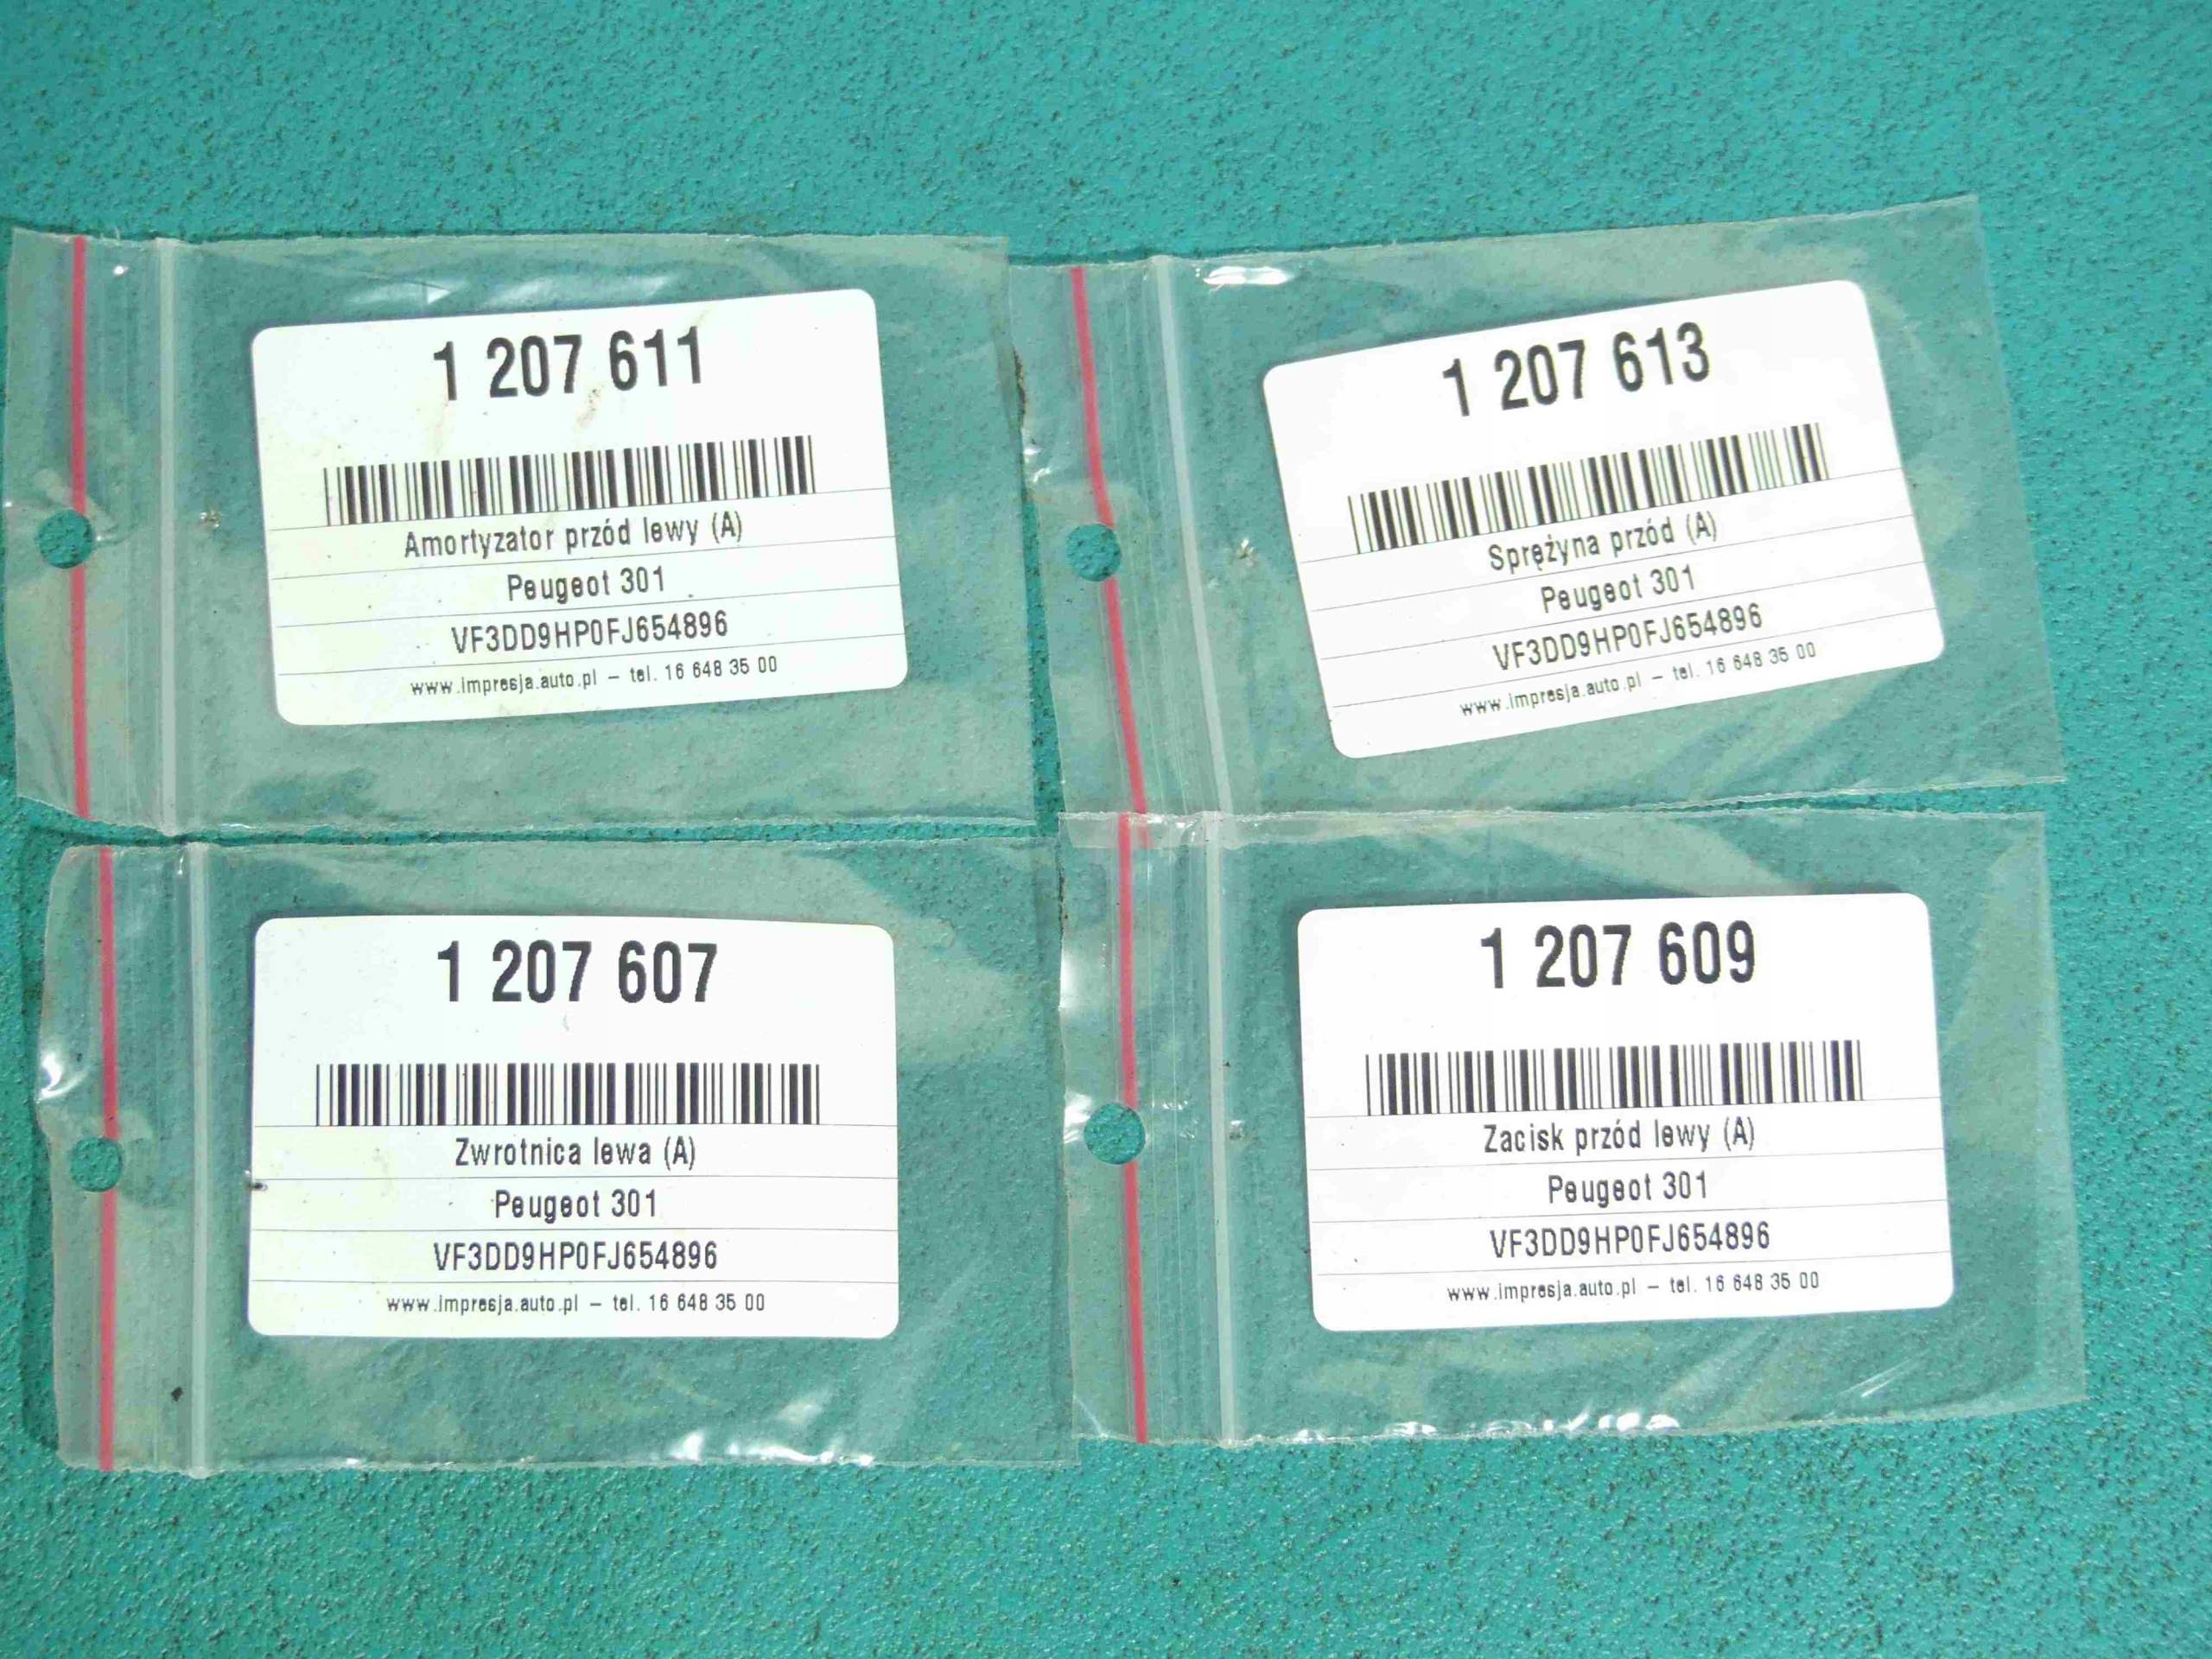 1 207 611
Amortyzator przód lewy (A)
Peugeot 301
VF3DD9HP0FJ654896
www.impresja.auto.pl – tel. 16 648 35 00
1 207 613
Sprężyna przód (A)
Peugeot 301
VF3DD9HP0FJ654896
www.impresja.auto.pl – tel. 16 648 35 00
1 207 607
Zwrotnica lewa (A)
Peugeot 301
VF3DD9HP0FJ654896
www.impresja.auto.pl – tel. 16 648 35 00
1 207 609
Zacisk przód lewy (A)
Peugeot 301
VF3DD9HP0FJ654896
www.impresja.auto.pl – tel. 16 648 35 00